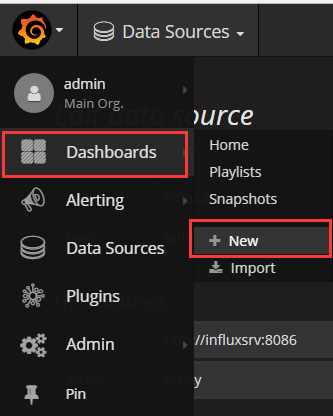 Data Sources
admin
Main Org.
Edit data source
Dashboards
Home
Playlists
Snapshots
Alerting
New
Data Sources
Import
Plugins
Admin
://influxsrv:8086
Pin